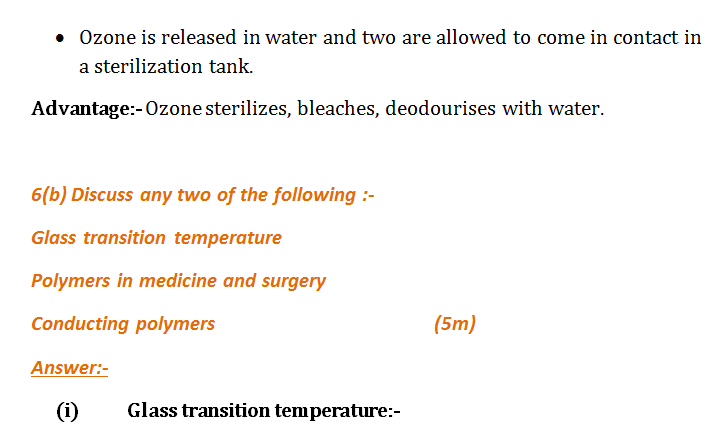 • Ozone is released in water and two are allowed to come in contact in
a sterilization tank.
Advantage:- Ozone sterilizes, bleaches, deodourises with water.
6(b) Discuss any two of the following :-
Glass transition temperature
Polymers in medicine and surgery
Conducting polymers (5m)
Answer:-
(i) Glass transition temperature:-